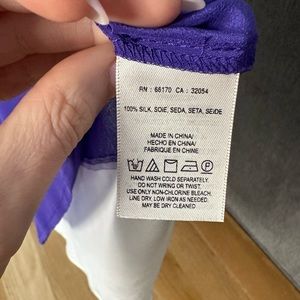 RN : 66170 CA : 32054
100% SILK, SOIE, SEDA, SETA, SEIDE
MADE IN CHINA/
HECHO EN CHINA/
FABRIQUE EN CHINE
HAND WASH COLD SEPARATELY.
DO NOT WRING OR TWIST.
USE ONLY NON-CHLORINE BLEACH.
LINE DRY, LOW IRON AS NEEDED.
MAY BE DRY CLEANED